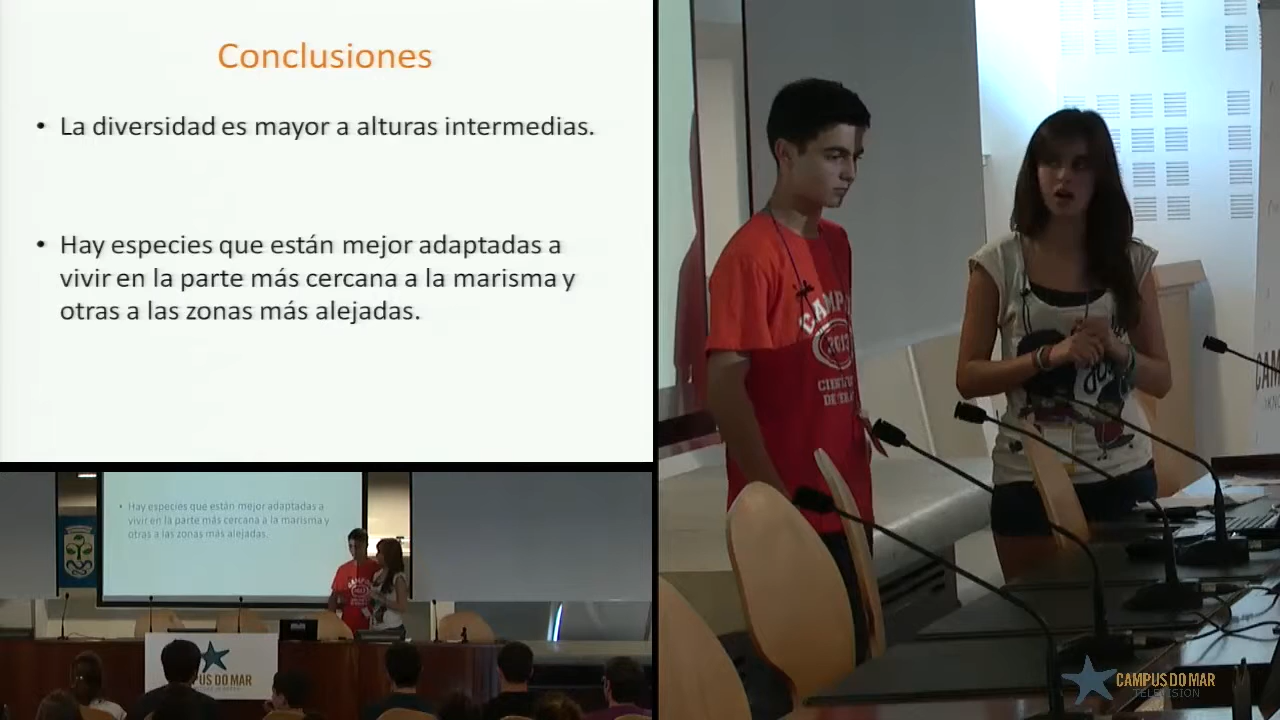 Conclusiones
• La diversidad es mayor a alturas intermedias.
• Hay especies que están mejor adaptadas a
vivir en la parte más cercana a la marisma y
otras a las zonas más alejadas.
• Hay especies que están mejor adaptadas a
vivir en la parte más cercana a la marisma y
otras a las zonas más alejadas.
CAMPUS DO MAR
CAMP
2013
CAMPUS DO MAR
TELEVISIÓN